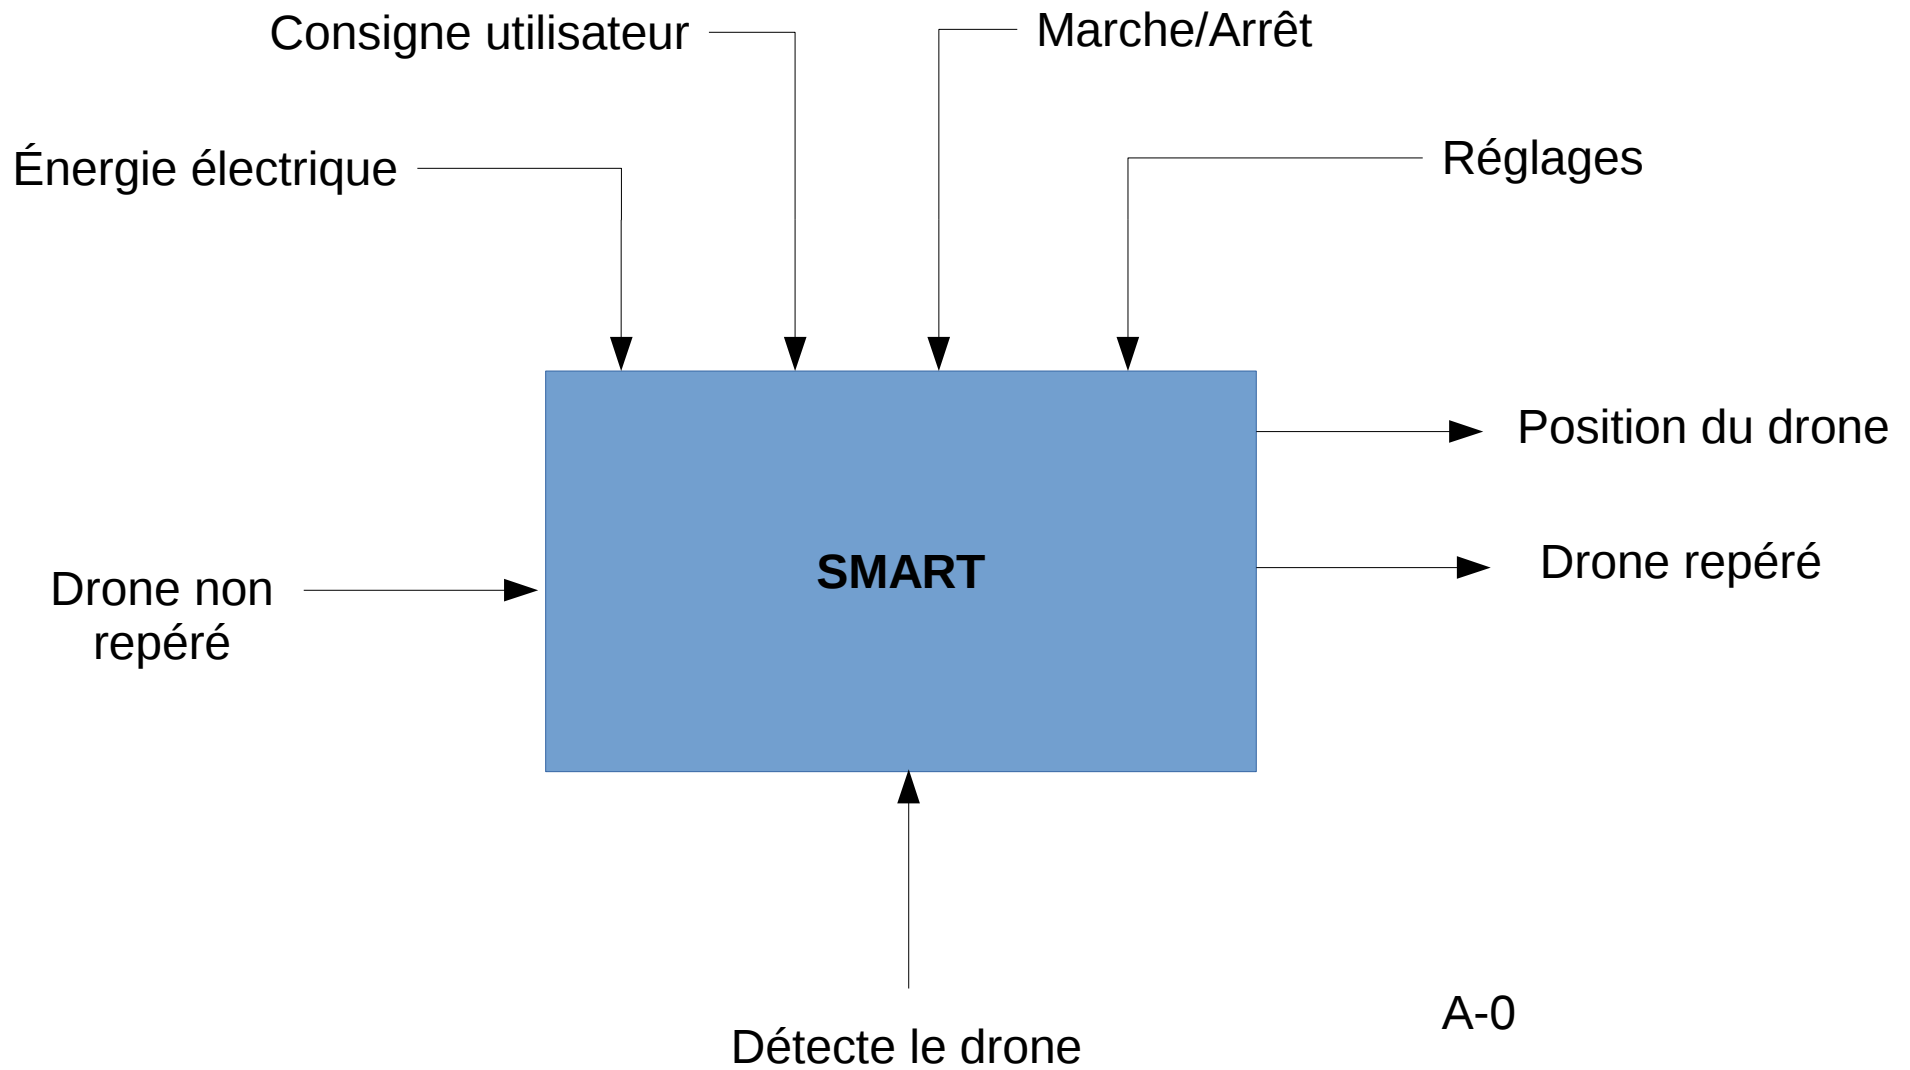 Consigne utilisateur
Marche/Arrêt
Énergie électrique
Réglages
Position du drone
Drone repéré
SMART
Drone non
repéré
A-0
Détecte le drone